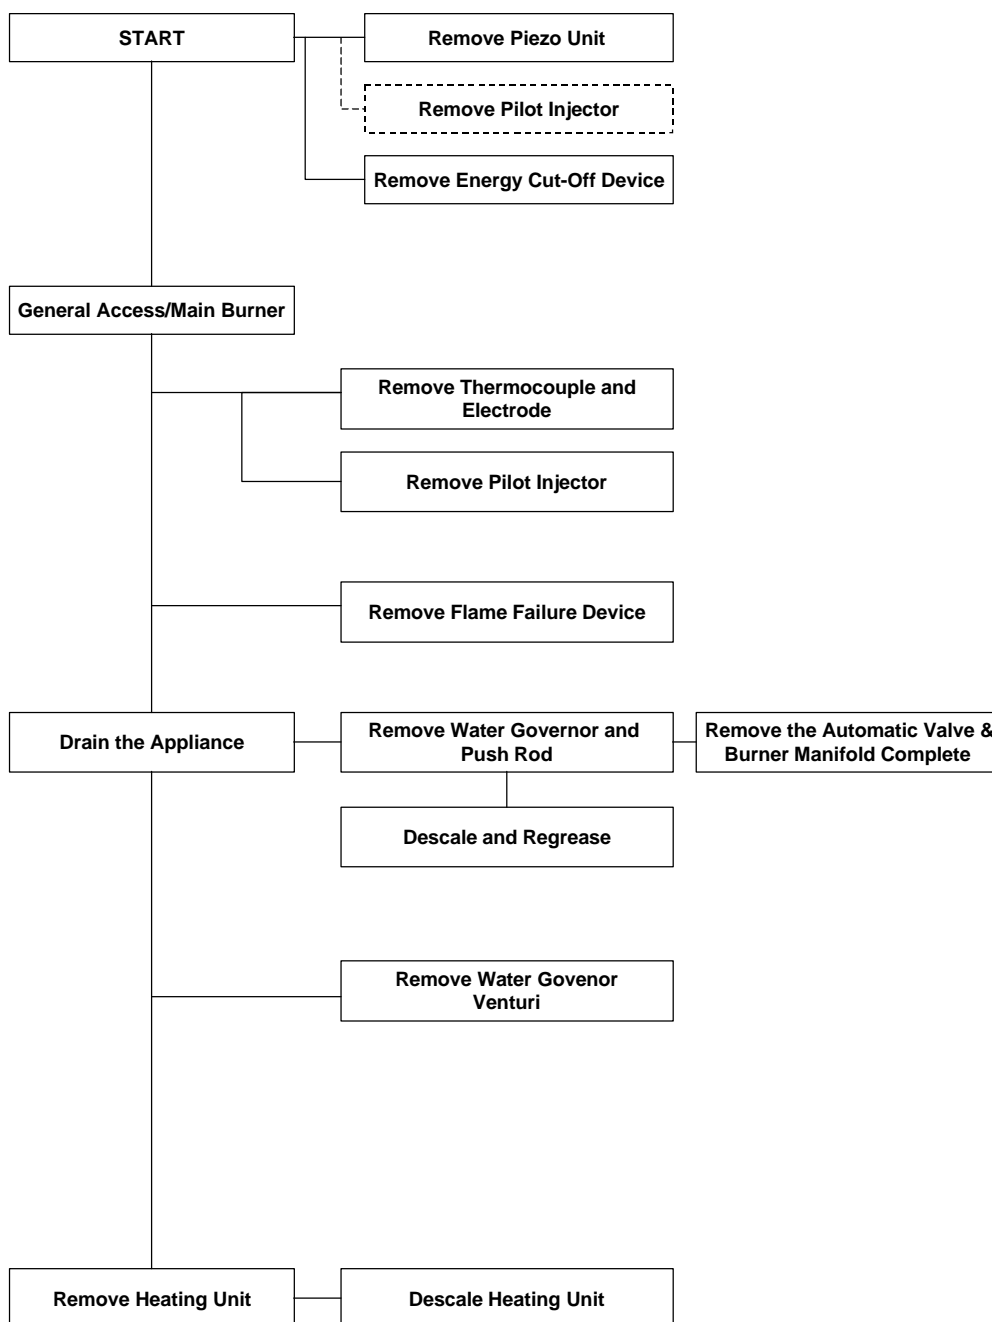 START
Remove Piezo Unit
Remove Pilot Injector
Remove Energy Cut-Off Device
General Access/Main Burner
Remove Thermocouple and
Electrode
Remove Pilot Injector
Remove Flame Failure Device
Drain the Appliance
Remove Water Governor and
Push Rod
Remove the Automatic Valve &
Burner Manifold Complete
Descale and Regrease
Remove Water Govenor
Venturi
Remove Heating Unit
Descale Heating Unit